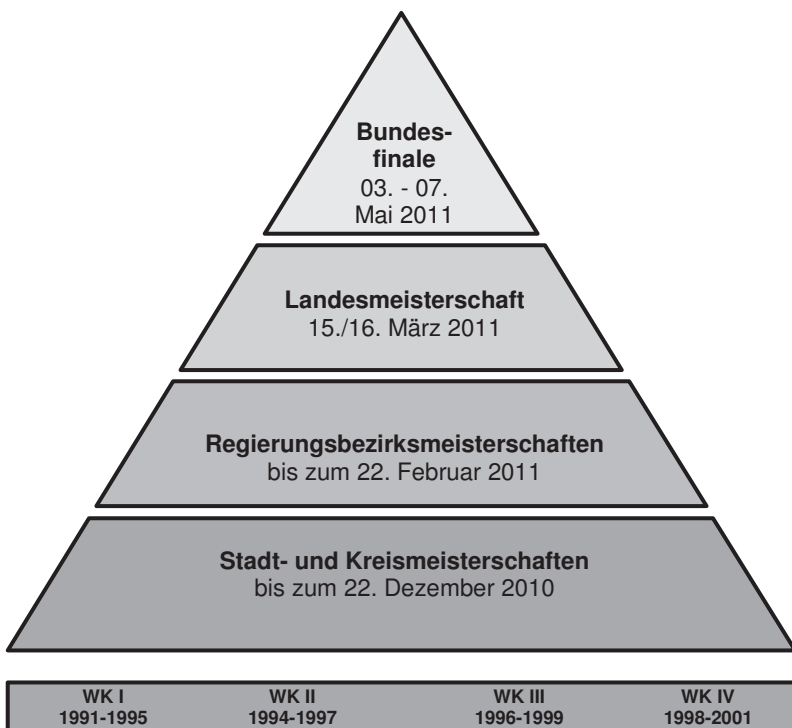 Bundes-
finale
03. - 07.
Mai 2011
Landesmeisterschaft
15./16. März 2011
Regierungsbezirksmeisterschaften
bis zum 22. Februar 2011
Stadt- und Kreismeisterschaften
bis zum 22. Dezember 2010
WK I WK II WK III WK IV
1991-1995 1994-1997 1996-1999 1998-2001